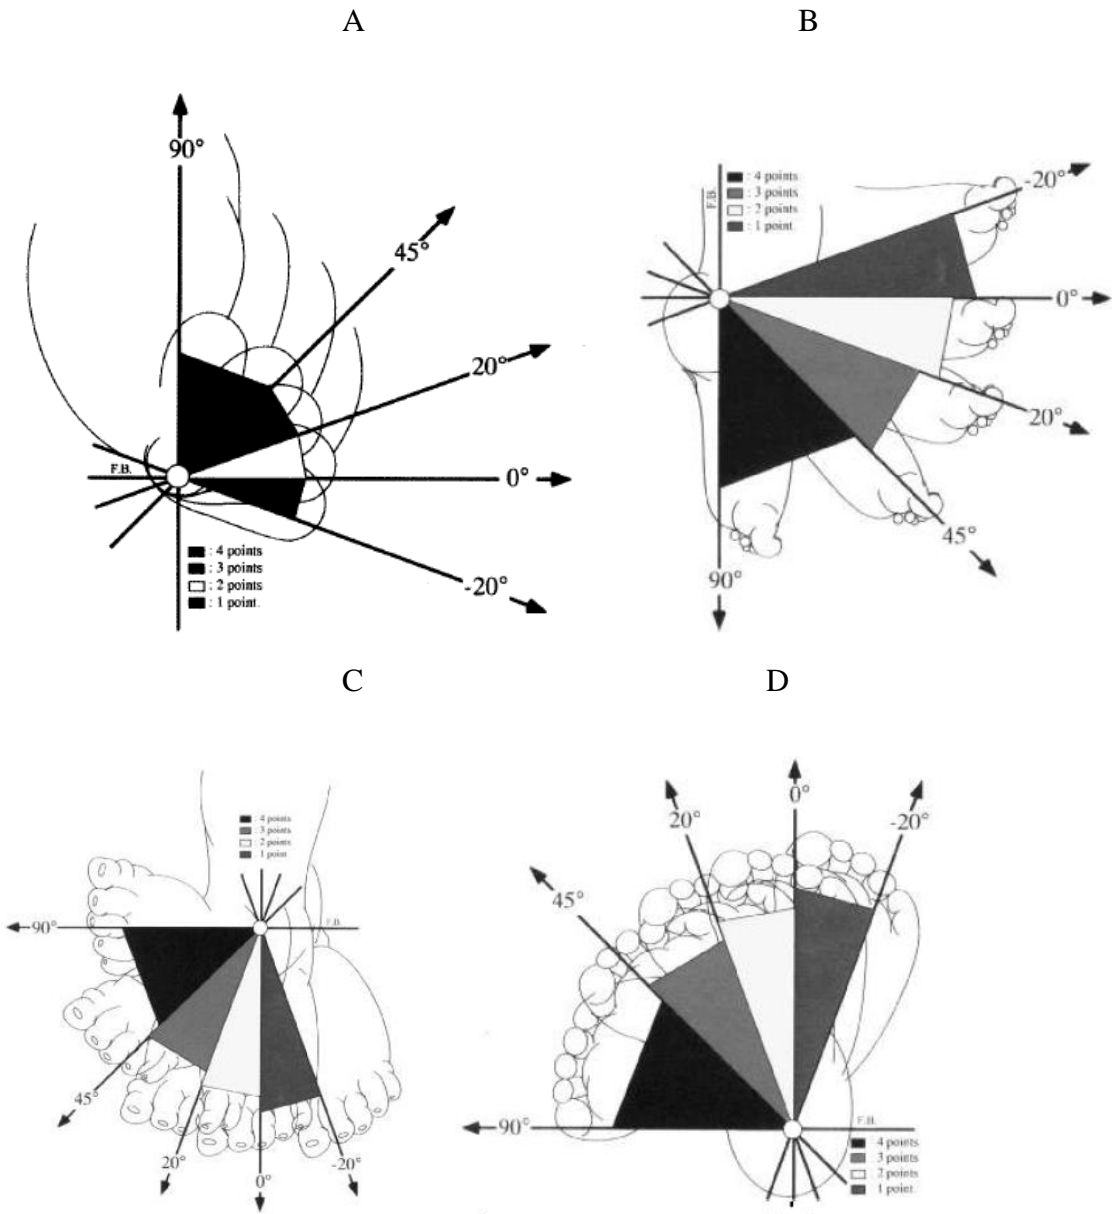 A
B
90°
45°
20°
F.B.
0°
-20°
: 4 points
: 3 points
: 2 points
: 1 point.
F.B.
: 4 points
: 3 points
: 2 points
: 1 point.
-20°
0°
20°
45°
90°
C
D
: 4 points
: 3 points
: 2 points
: 1 point
90°
F.B.
45°
20°
0°
-20°
0°
20°
-20°
45°
90°
F.B.
4 points
3 points
2 points
1 point.